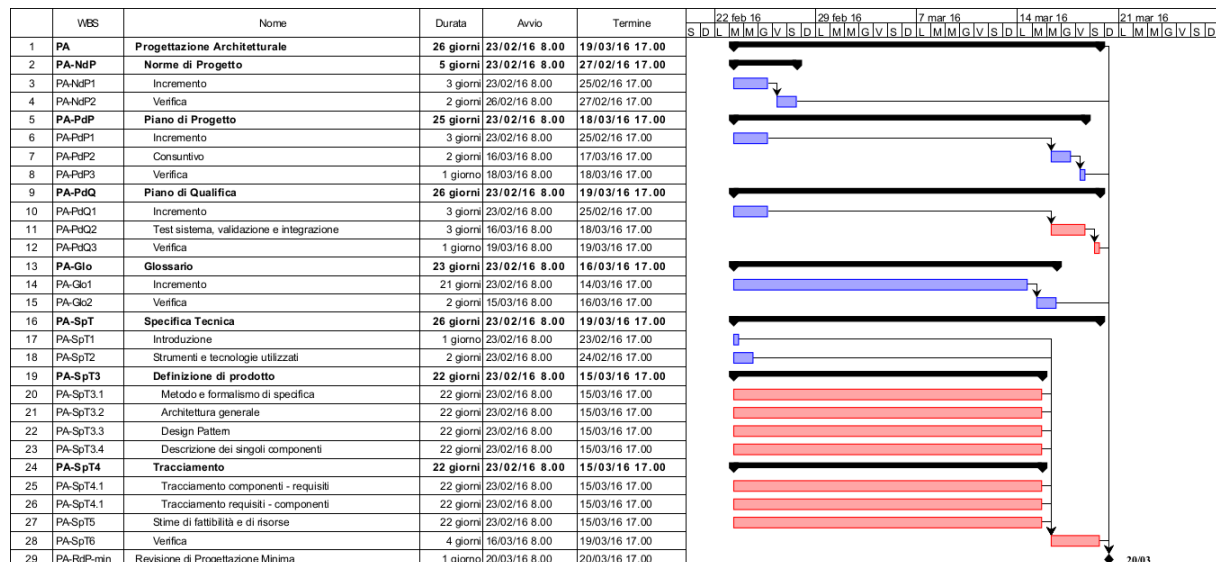 WBS Nome Durata Avvio Termine
22 feb 16 29 feb 16 7 mar 16 14 mar 16 21 mar 16
S D L M M G V S D L M M G V S D L M M G V S D L M M G V S D L M M G V S D
1 PA Progettazione Architetturale 26 giorni 23/02/16 8.00 19/03/16 17.00
2 PA-NdP Norme di Progetto 5 giorni 23/02/16 8.00 27/02/16 17.00
3 PA-NdP1 Incremento 3 giorni 23/02/16 8.00 25/02/16 17.00
4 PA-NdP2 Verifica 2 giorni 26/02/16 8.00 27/02/16 17.00
5 PA-PdP Piano di Progetto 25 giorni 23/02/16 8.00 18/03/16 17.00
6 PA-PdP1 Incremento 3 giorni 23/02/16 8.00 25/02/16 17.00
7 PA-PdP2 Consuntivo 2 giorni 16/03/16 8.00 17/03/16 17.00
8 PA-PdP3 Verifica 1 giorno 18/03/16 8.00 18/03/16 17.00
9 PA-PdQ Piano di Qualifica 26 giorni 23/02/16 8.00 19/03/16 17.00
10 PA-PdQ1 Incremento 3 giorni 23/02/16 8.00 25/02/16 17.00
11 PA-PdQ2 Test sistema, validazione e integrazione 3 giorni 16/03/16 8.00 18/03/16 17.00
12 PA-PdQ3 Verifica 1 giorno 19/03/16 8.00 19/03/16 17.00
13 PA-Glo Glossario 23 giorni 23/02/16 8.00 16/03/16 17.00
14 PA-Glo1 Incremento 21 giorni 23/02/16 8.00 14/03/16 17.00
15 PA-Glo2 Verifica 2 giorni 15/03/16 8.00 16/03/16 17.00
16 PA-SpT Specifica Tecnica 26 giorni 23/02/16 8.00 19/03/16 17.00
17 PA-SpT1 Introduzione 1 giorno 23/02/16 8.00 23/02/16 17.00
18 PA-SpT2 Strumenti e tecnologie utilizzati 2 giorni 23/02/16 8.00 24/02/16 17.00
19 PA-SpT3 Definizione di prodotto 22 giorni 23/02/16 8.00 15/03/16 17.00
20 PA-SpT3.1 Metodo e formalismo di specifica 22 giorni 23/02/16 8.00 15/03/16 17.00
21 PA-SpT3.2 Architettura generale 22 giorni 23/02/16 8.00 15/03/16 17.00
22 PA-SpT3.3 Design Pattern 22 giorni 23/02/16 8.00 15/03/16 17.00
23 PA-SpT3.4 Descrizione dei singoli componenti 22 giorni 23/02/16 8.00 15/03/16 17.00
24 PA-SpT4 Tracciamento 22 giorni 23/02/16 8.00 15/03/16 17.00
25 PA-SpT4.1 Tracciamento componenti - requisiti 22 giorni 23/02/16 8.00 15/03/16 17.00
26 PA-SpT4.1 Tracciamento requisiti - componenti 22 giorni 23/02/16 8.00 15/03/16 17.00
27 PA-SpT5 Stime di fattibilità e di risorse 22 giorni 23/02/16 8.00 15/03/16 17.00
28 PA-SpT6 Verifica 4 giorni 16/03/16 8.00 19/03/16 17.00
29 PA-RdP-min Revisione di Progettazione Minima 1 giorno 20/03/16 8.00 20/03/16 17.00 20/03